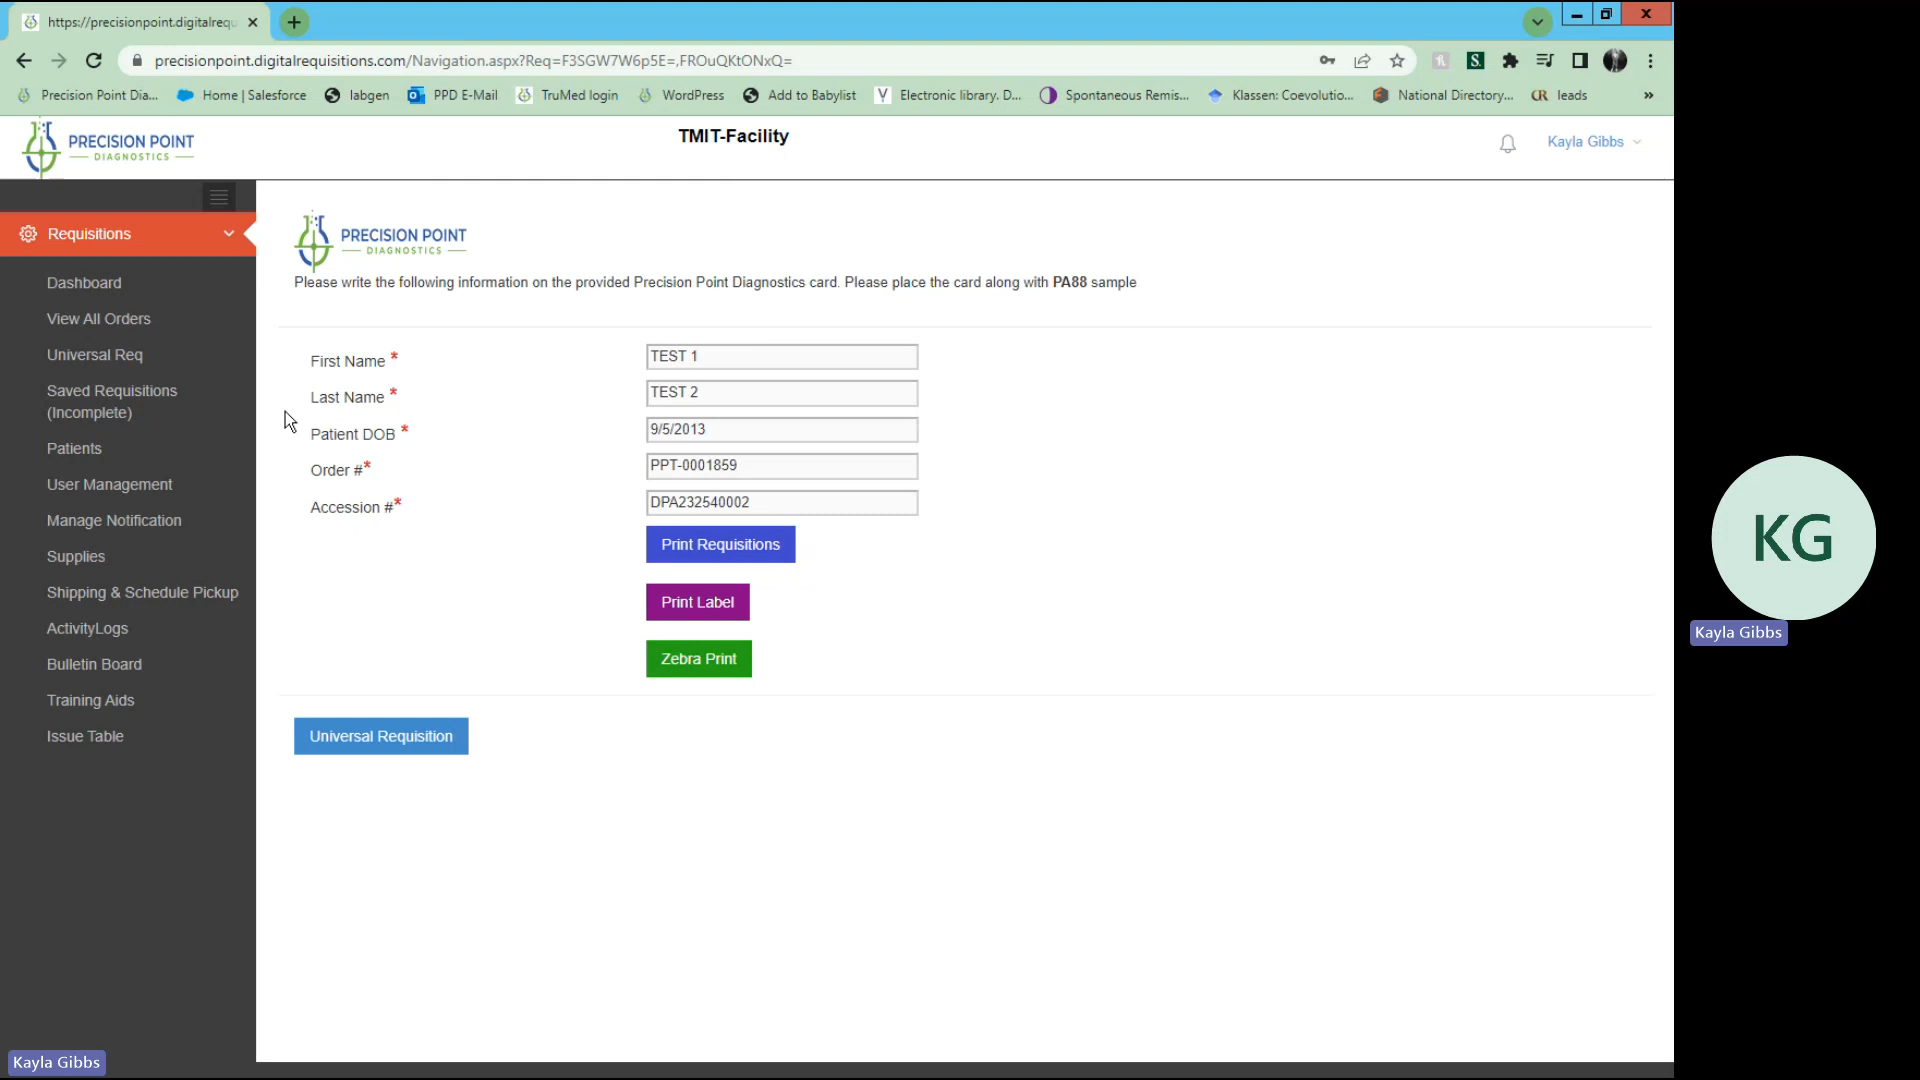 https://precisionpoint.digitalrequ
precisionpoint.digitalrequisitions.com/Navigation.aspx?Req=F3SGW7W6p5E=,FROuQKtONxQ=
Precision Point Dia... Home | Salesforce labgen PPD E-Mail TruMed login WordPress Add to Babylist Electronic library. D... Spontaneous Remis... Klassen: Coevolutio... National Directory... CR leads »
PRECISION POINT
DIAGNOSTICS
TMIT-Facility
Kayla Gibbs
Requisitions
Dashboard
View All Orders
Universal Req
Saved Requisitions
(Incomplete)
Patients
User Management
Manage Notification
Supplies
Shipping & Schedule Pickup
ActivityLogs
Bulletin Board
Training Aids
Issue Table
PRECISION POINT
DIAGNOSTICS
Please write the following information on the provided Precision Point Diagnostics card. Please place the card along with PA88 sample
First Name * TEST 1
Last Name * TEST 2
Patient DOB * 9/5/2013
Order #* PPT-0001859
Accession #* DPA232540002
Print Requisitions
Print Label
Zebra Print
Universal Requisition
KG
Kayla Gibbs
Kayla Gibbs